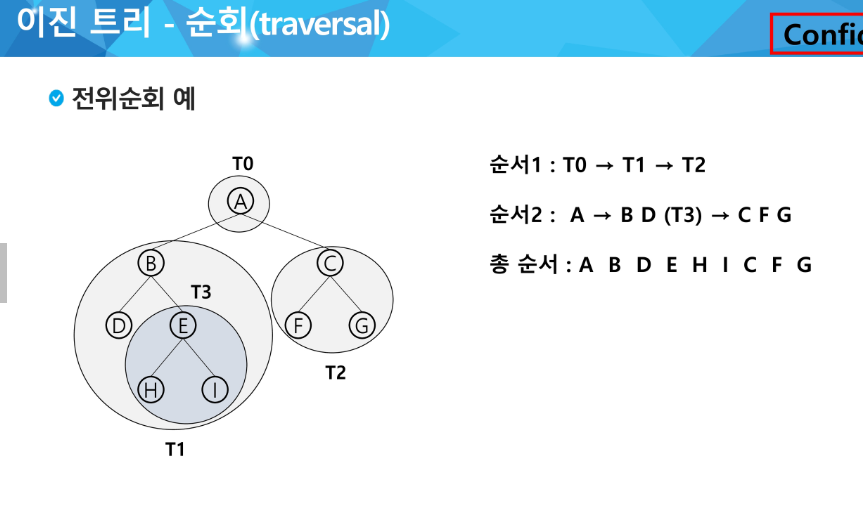 이진 트리 - 순회(traversal)
전위순회 예
T0
A
B
C
T3
D
E
F
G
H
I
T2
T1
순서1 : T0 → T1 → T2
순서2 : A → B D (T3) → C F G
총 순서 : A B D E H I C F G